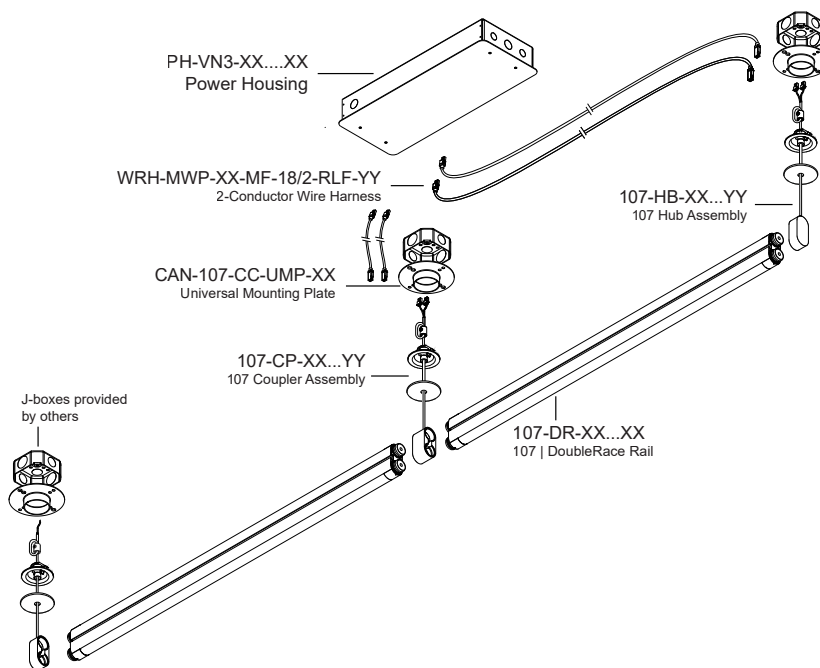 PH-VN3-XX....XX
Power Housing
WRH-MWP-XX-MF-18/2-RLF-YY
2-Conductor Wire Harness
107-HB-XX...YY
107 Hub Assembly
CAN-107-CC-UMP-XX
Universal Mounting Plate
107-CP-XX...YY
107 Coupler Assembly
J-boxes provided
by others
107-DR-XX...XX
107 | DoubleRace Rail